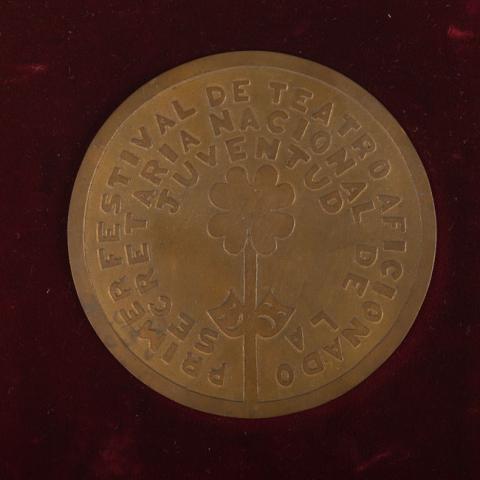 PRIMER FESTIVAL DE TEATRO AFICIONADO
SECRETARIA NACIONAL DE LA
JUVENTUD